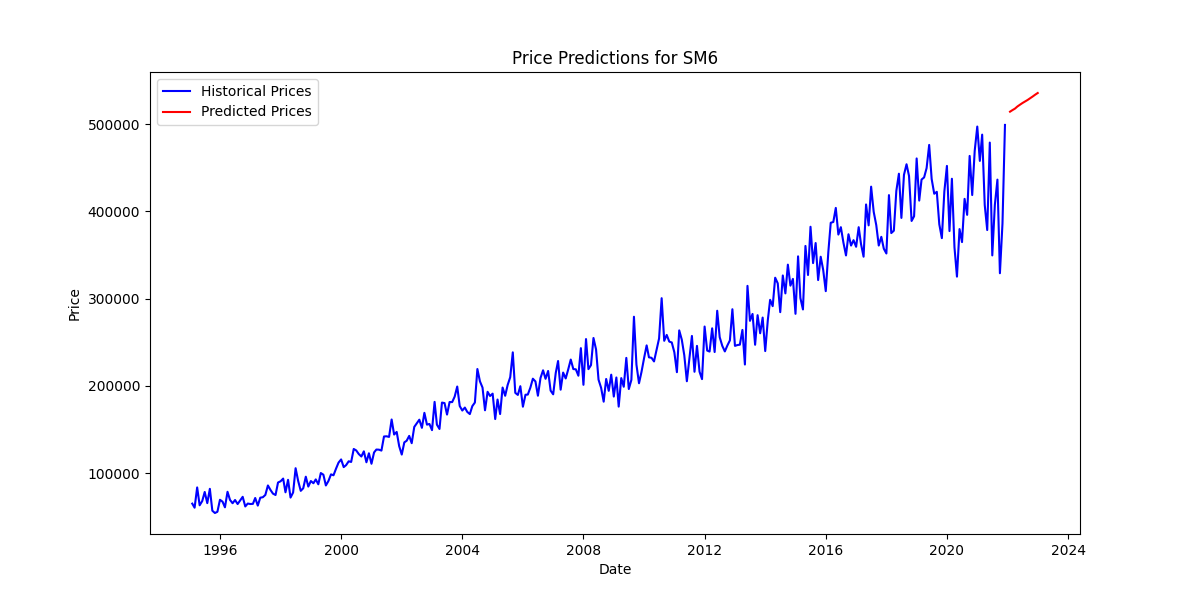 Price Predictions for SM6
Historical Prices
Predicted Prices
Price
500000
400000
300000
200000
100000
1996 2000 2004 2008 2012 2016 2020 2024
Date